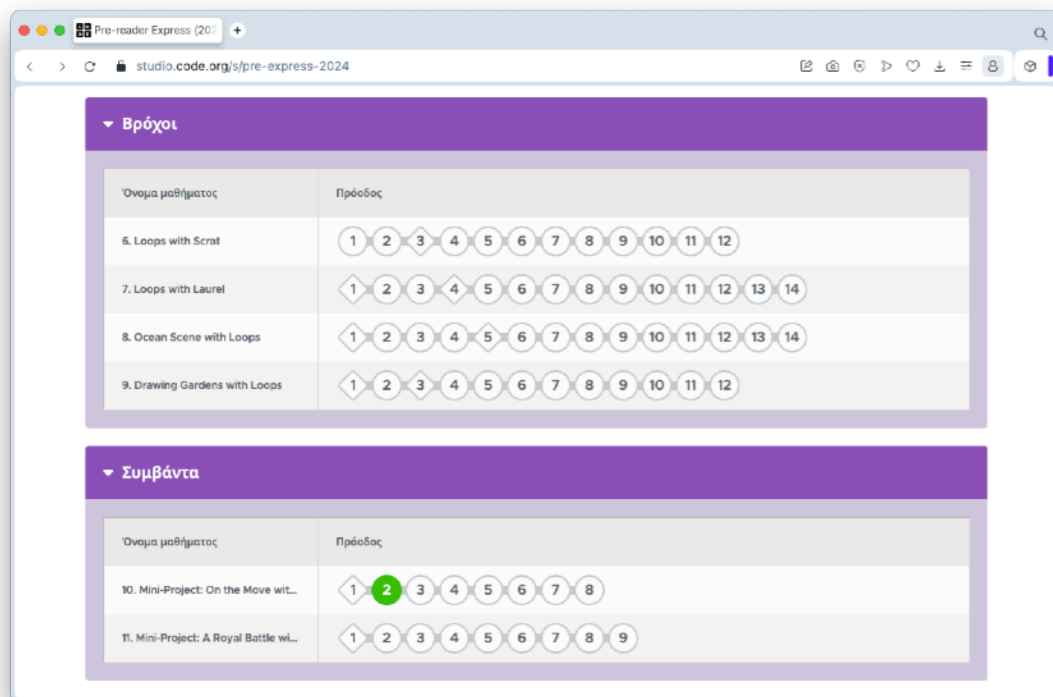 Pre-reader Express (202
studio.code.org/s/pre-express-2024
Βρόχοι
Όνομα μαθήματος Πρόοδος
6. Loops with Scrat 1 2 3 4 5 6 7 8 9 10 11 12
7. Loops with Laurel 1 2 3 4 5 6 7 8 9 10 11 12 13 14
8. Ocean Scene with Loops 1 2 3 4 5 6 7 8 9 10 11 12 13 14
9. Drawing Gardens with Loops 1 2 3 4 5 6 7 8 9 10 11 12
Συμβάντα
Όνομα μαθήματος Πρόοδος
10. Mini-Project: On the Move wit... 1 2 3 4 5 6 7 8
11. Mini-Project: A Royal Battle wi... 1 2 3 4 5 6 7 8 9